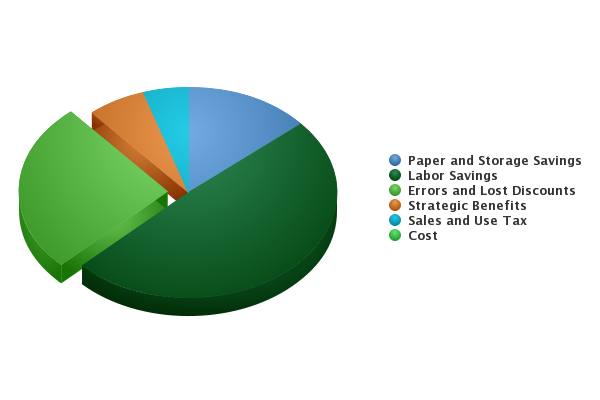 Paper and Storage Savings
Labor Savings
Errors and Lost Discounts
Strategic Benefits
Sales and Use Tax
Cost